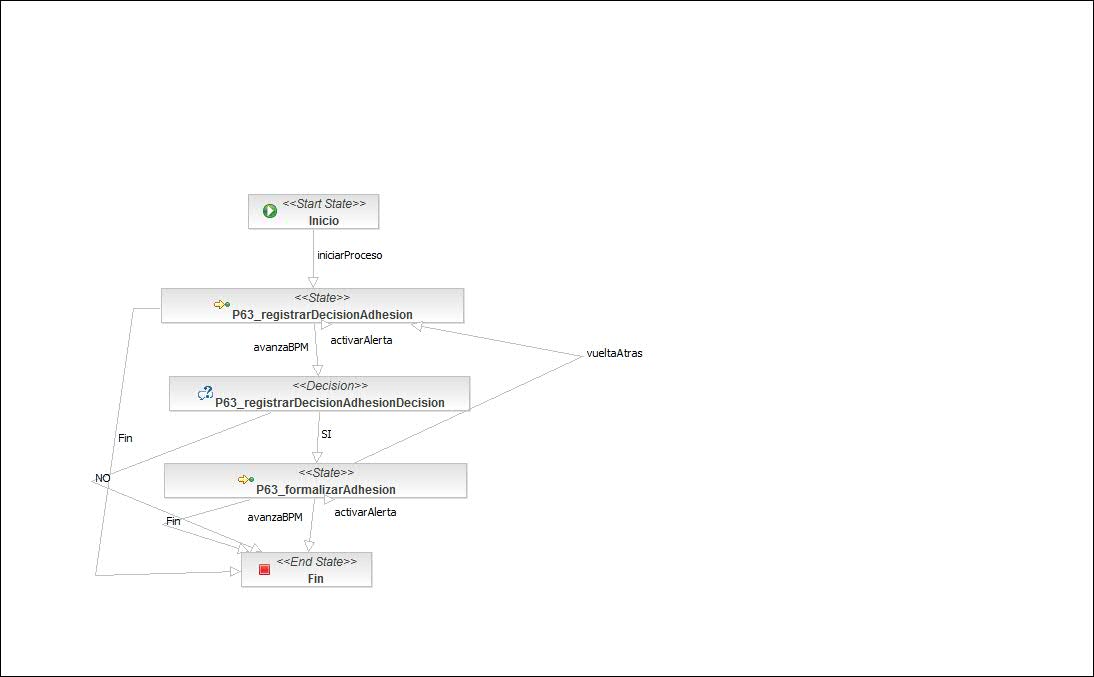 <<Start State>>
Inicio
iniciarProceso
<<State>>
P63_registrarDecisionAdhesion
activarAlerta
avanzaBPM
vueltaAtras
<<Decision>>
P63_registrarDecisionAdhesionDecision
SI
Fin
<<State>>
NO
P63_formalizarAdhesion
activarAlerta
avanzaBPM
Fin
<<End State>>
Fin